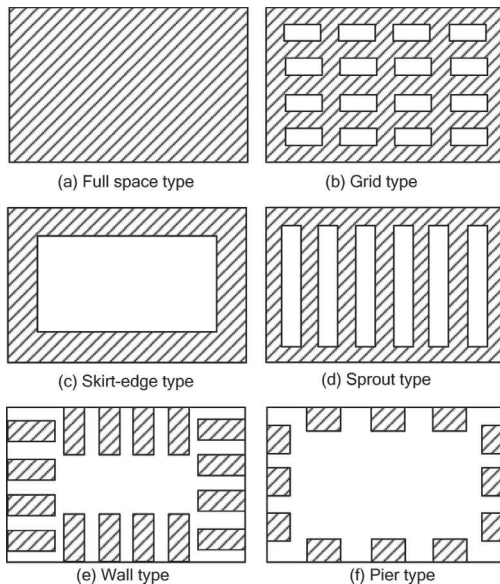 (a) Full space type
(b) Grid type
(c) Skirt-edge type
(d) Sprout type
(e) Wall type
(f) Pier type